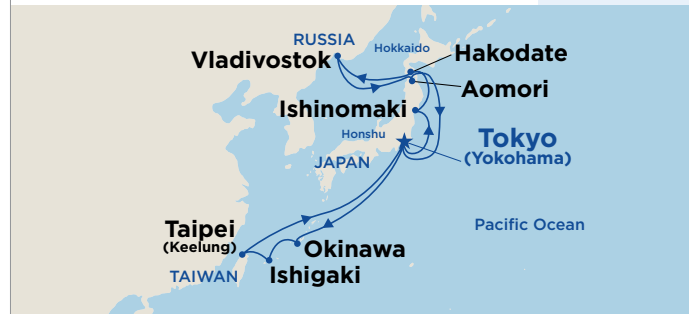 RUSSIA
Hokkaido
Vladivostok
Hakodate
Aomori
Ishinomaki
Honshu
Tokyo
(Yokohama)
JAPAN
Taipei
(Keelung)
Pacific Ocean
Okinawa
TAIWAN
Ishigaki